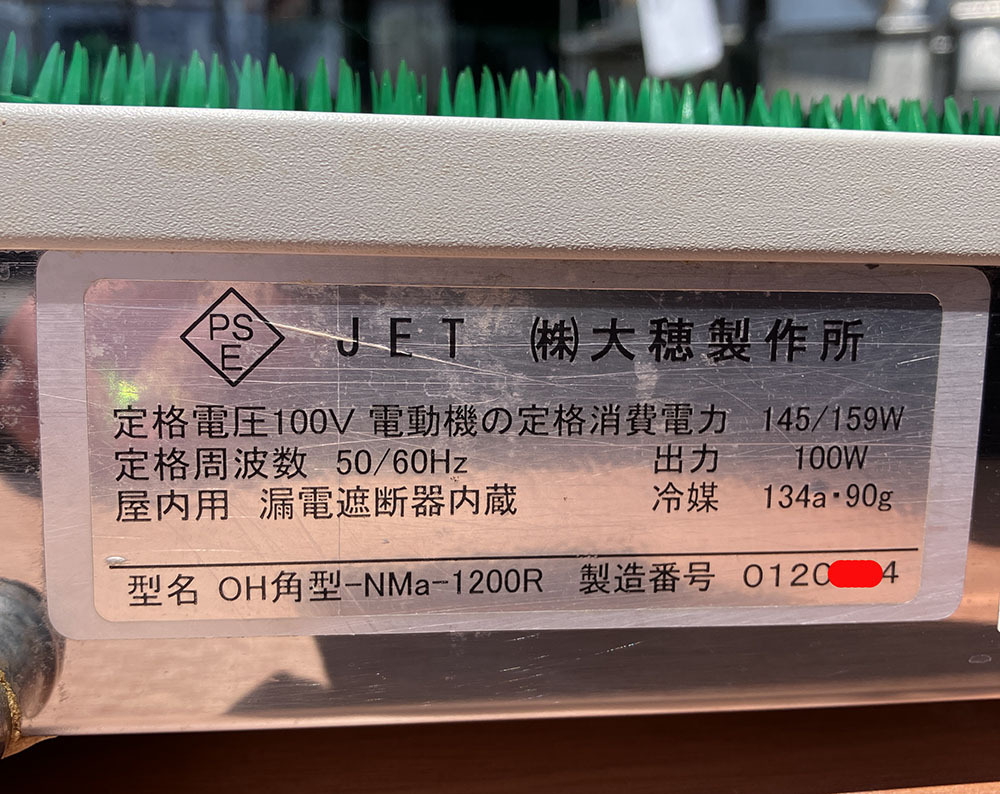 PS
E
JET (株)大穂製作所
定格電圧100V 電動機の定格消費電力 145/159W
定格周波数 50/60Hz 出力 100W
屋内用 漏電遮断器内蔵 冷媒 134a・90g
型名 OH角型-NMa-1200R 製造番号 0120 4